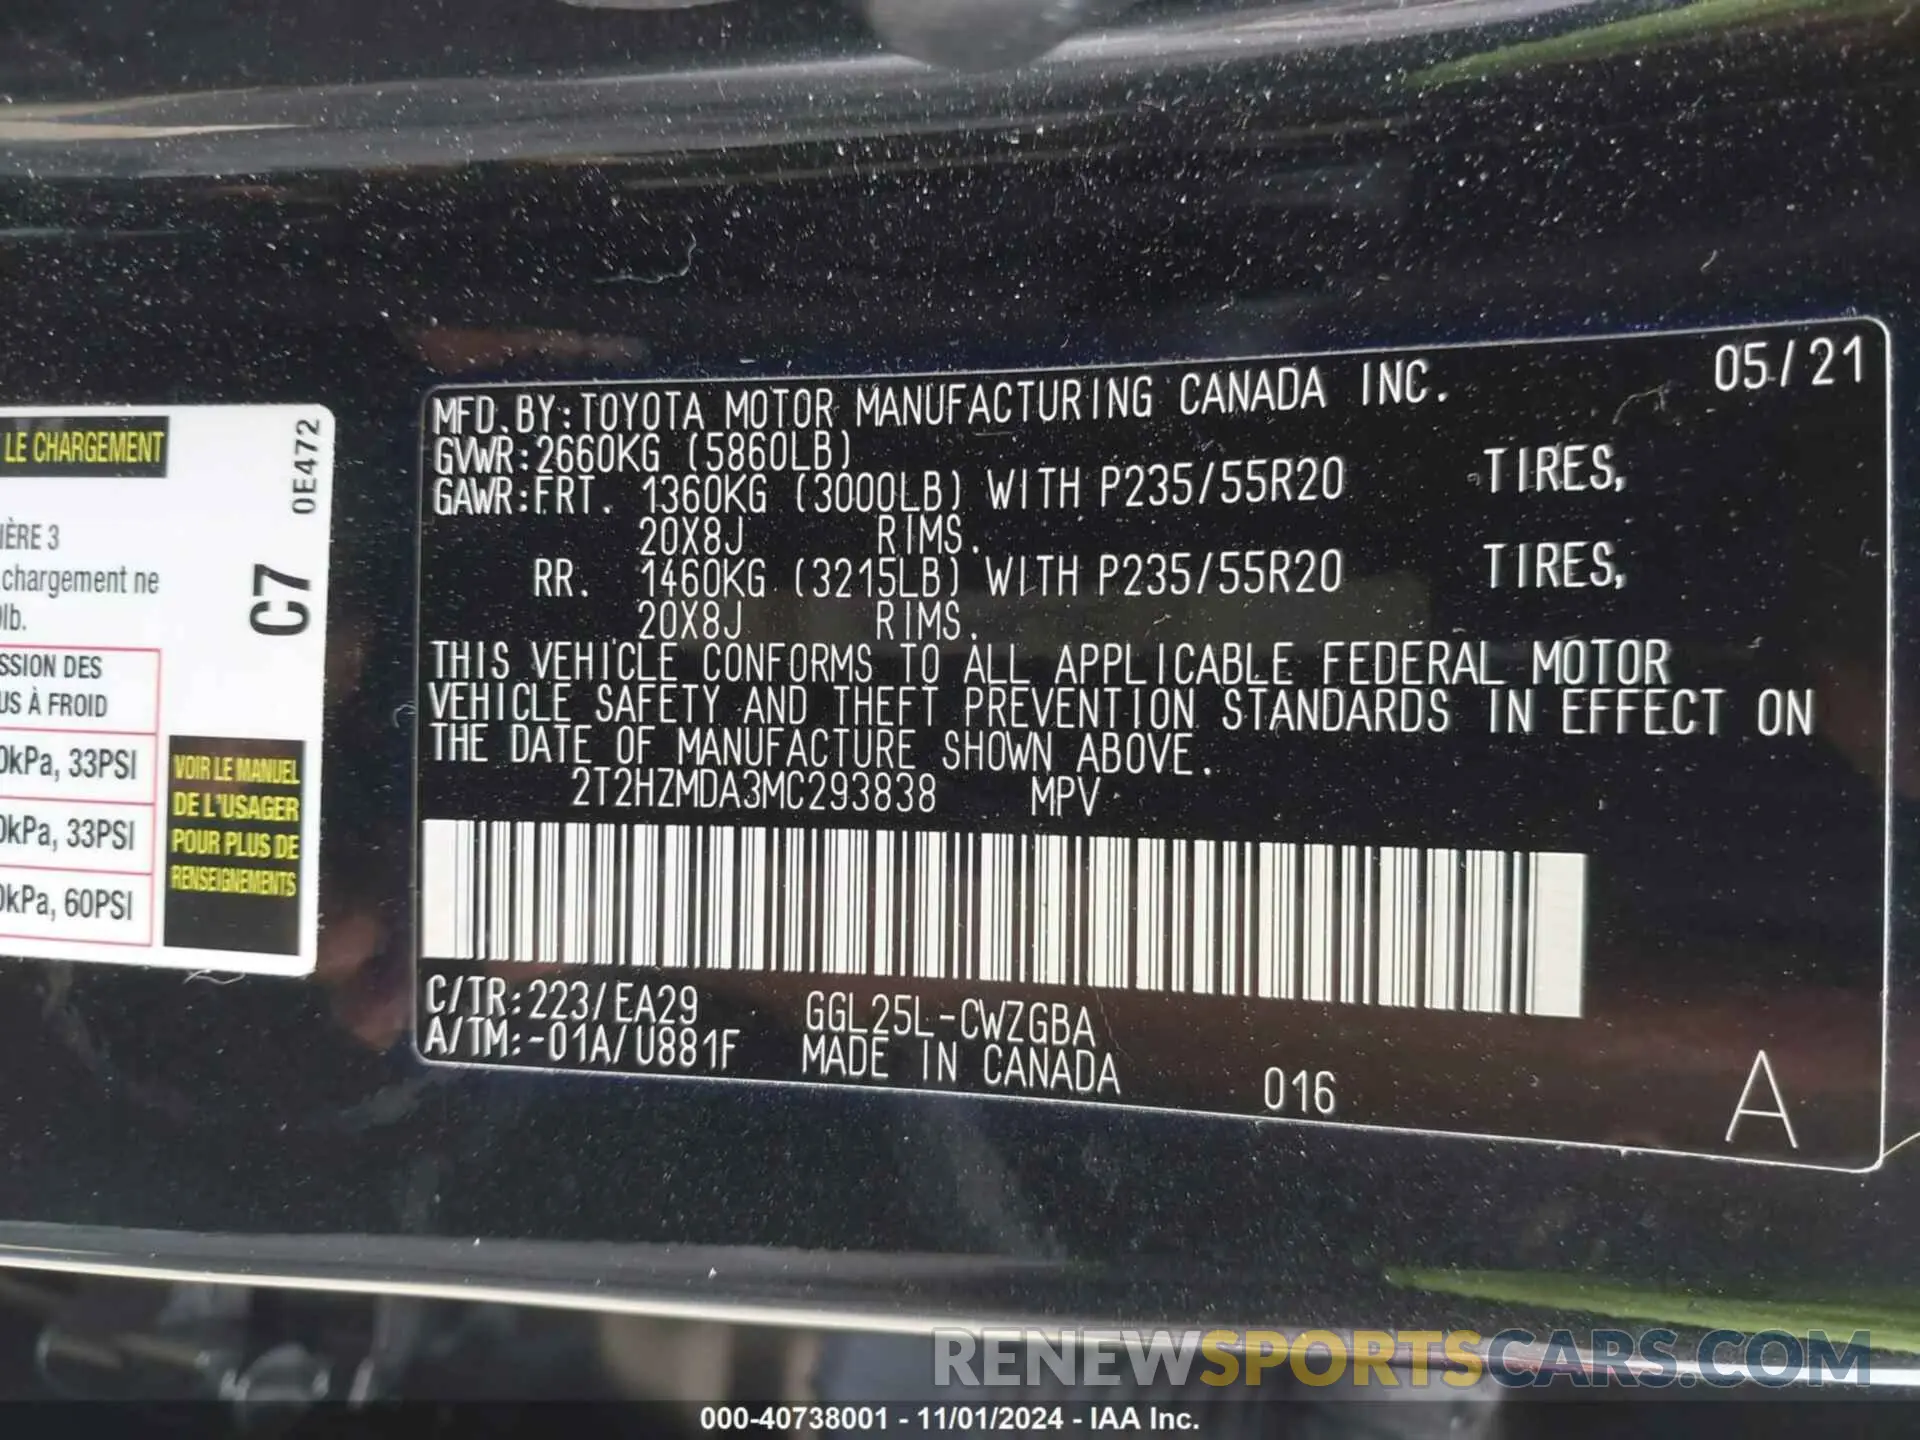 LE CHARGEMENT
0E472
IÈRE 3
chargement ne
lb.
C7
SSION DES
US À FROID
0kPa, 33PSI
0kPa, 33PSI
0kPa, 60PSI
VOIR LE MANUEL
DE L'USAGER
POUR PLUS DE
RENSEIGNEMENTS
05/21
MFD.BY:TOYOTA MOTOR MANUFACTURING CANADA INC.
GVWR:2660KG (5860LB)
GAWR:FRT. 1360KG (3000LB) WITH P235/55R20 TIRES,
20X8J RIMS.
RR. 1460KG (3215LB) WITH P235/55R20 TIRES,
20X8J RIMS.
THIS VEHICLE CONFORMS TO ALL APPLICABLE FEDERAL MOTOR
VEHICLE SAFETY AND THEFT PREVENTION STANDARDS IN EFFECT ON
THE DATE OF MANUFACTURE SHOWN ABOVE.
2T2HZMDA3MC293838 MPV
C/TR:223/EA29 GGL25L-CWZGBA
A/TM:-01A/U881F MADE IN CANADA
016
A
RENEWSPORTSCARS.COM
000-40738001 - 11/01/2024 - IAA Inc.